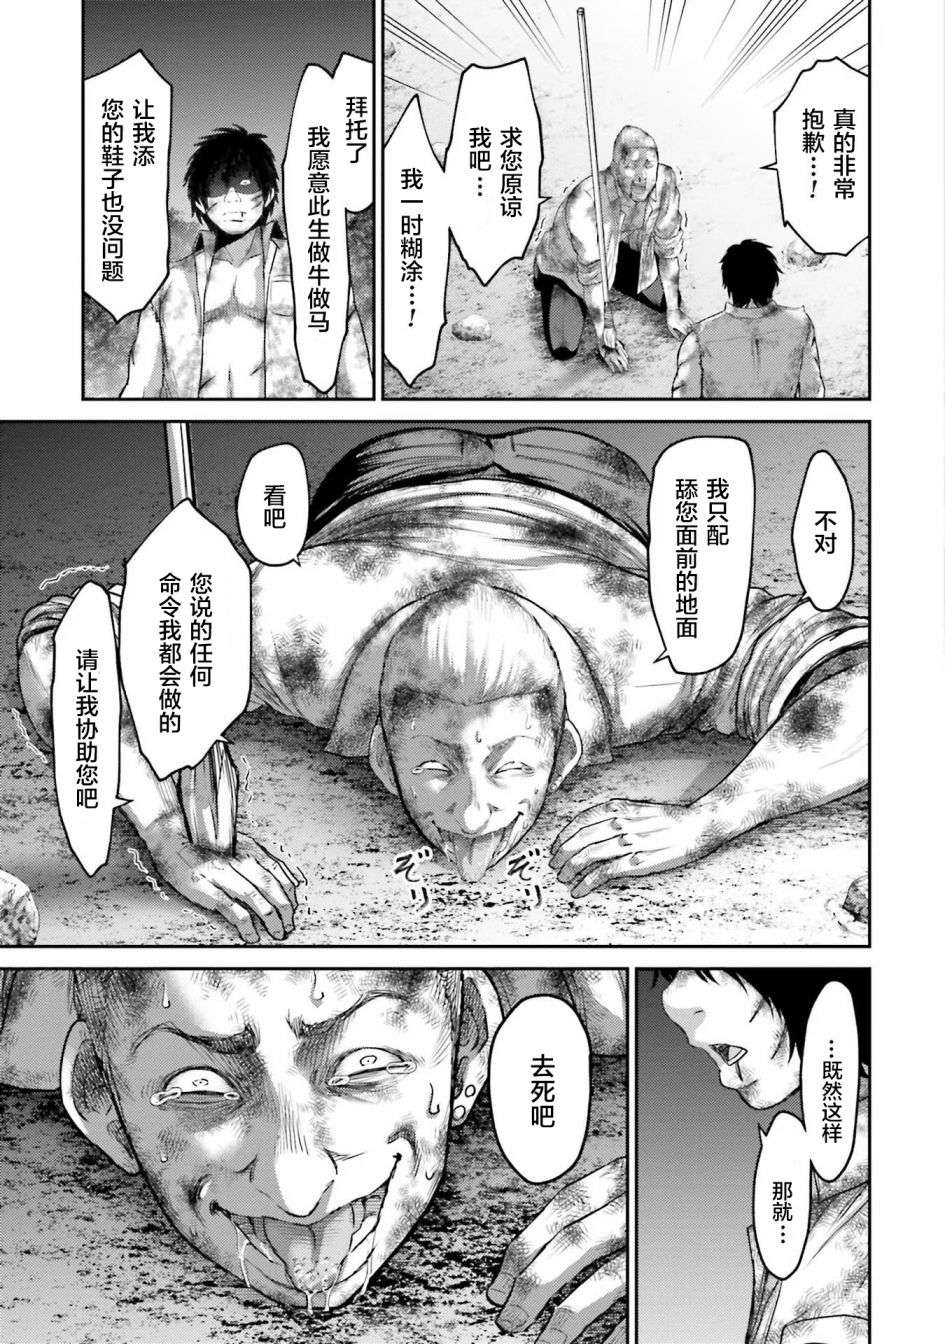 真的非常
抱歉…！
求您原谅
我吧…
我一时糊涂…！
拜托了
我愿意此生做牛做马
让我添
您的鞋子也没问题
不对
我只配
舔您面前的地面
看吧
您说的任何
命令我都会做的
请让我协助您吧
ぞり
ぞり
…既然这样
那就…
去死吧